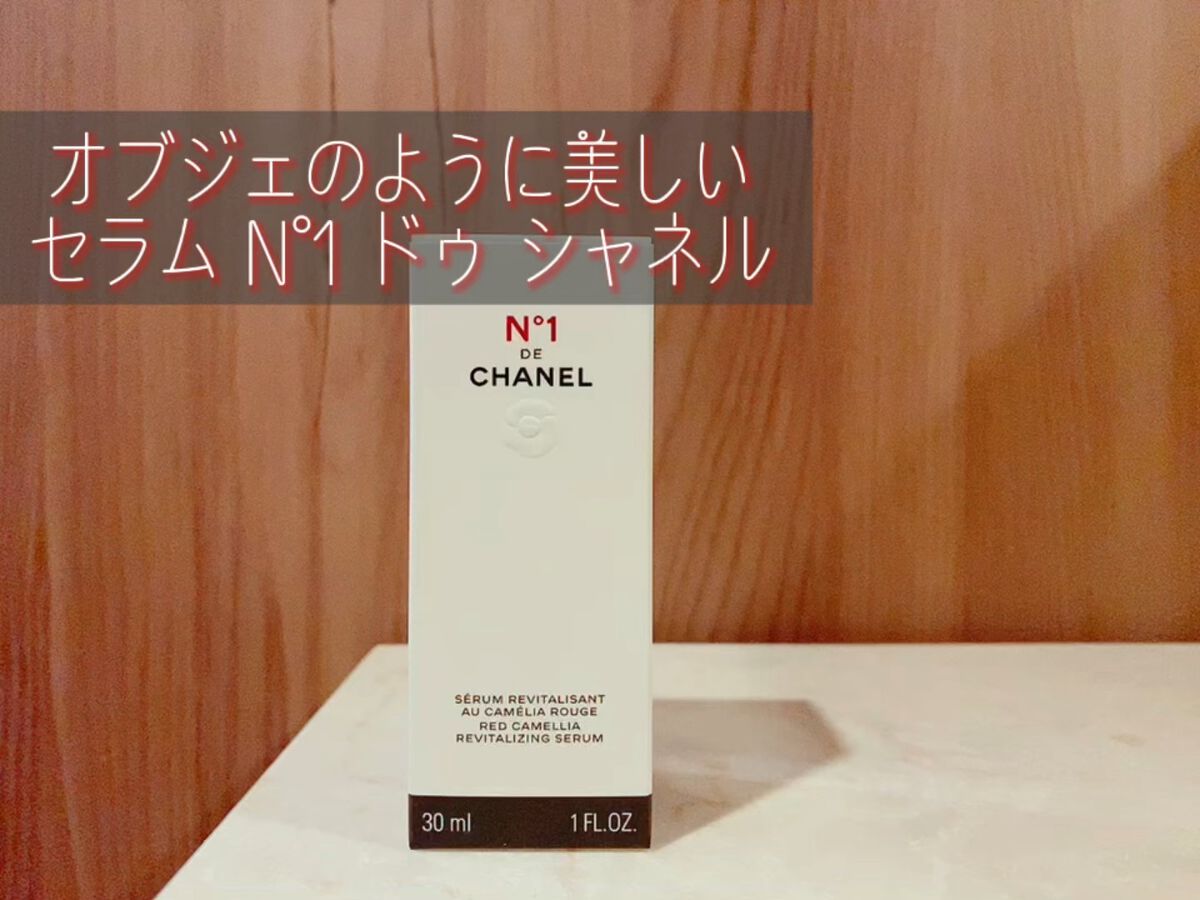 オブジェのように美しい
セラム N°1 ドゥ シャネル
N°1
DE
CHANEL
SÉRUM REVITALISANT
AU CAMÉLIA ROUGE
RED CAMELLIA
REVITALIZING SERUM
30 ml 1 FL.OZ.